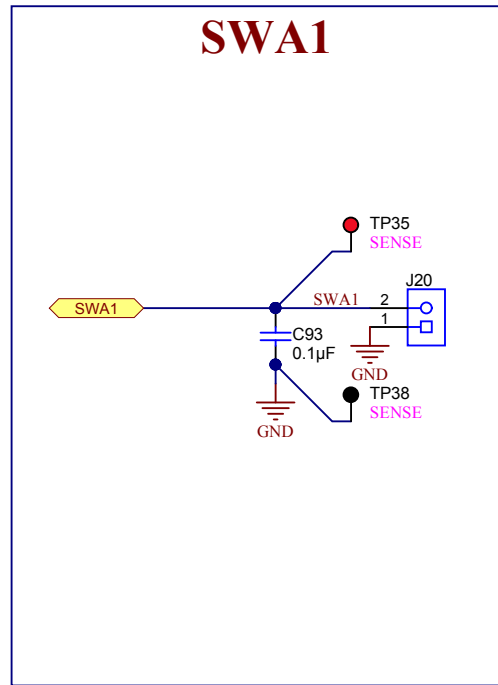 SWA1
TP35
SENSE
J20
SWA1
SWA1
2
1
C93
0.1µF
GND
TP38
SENSE
GND